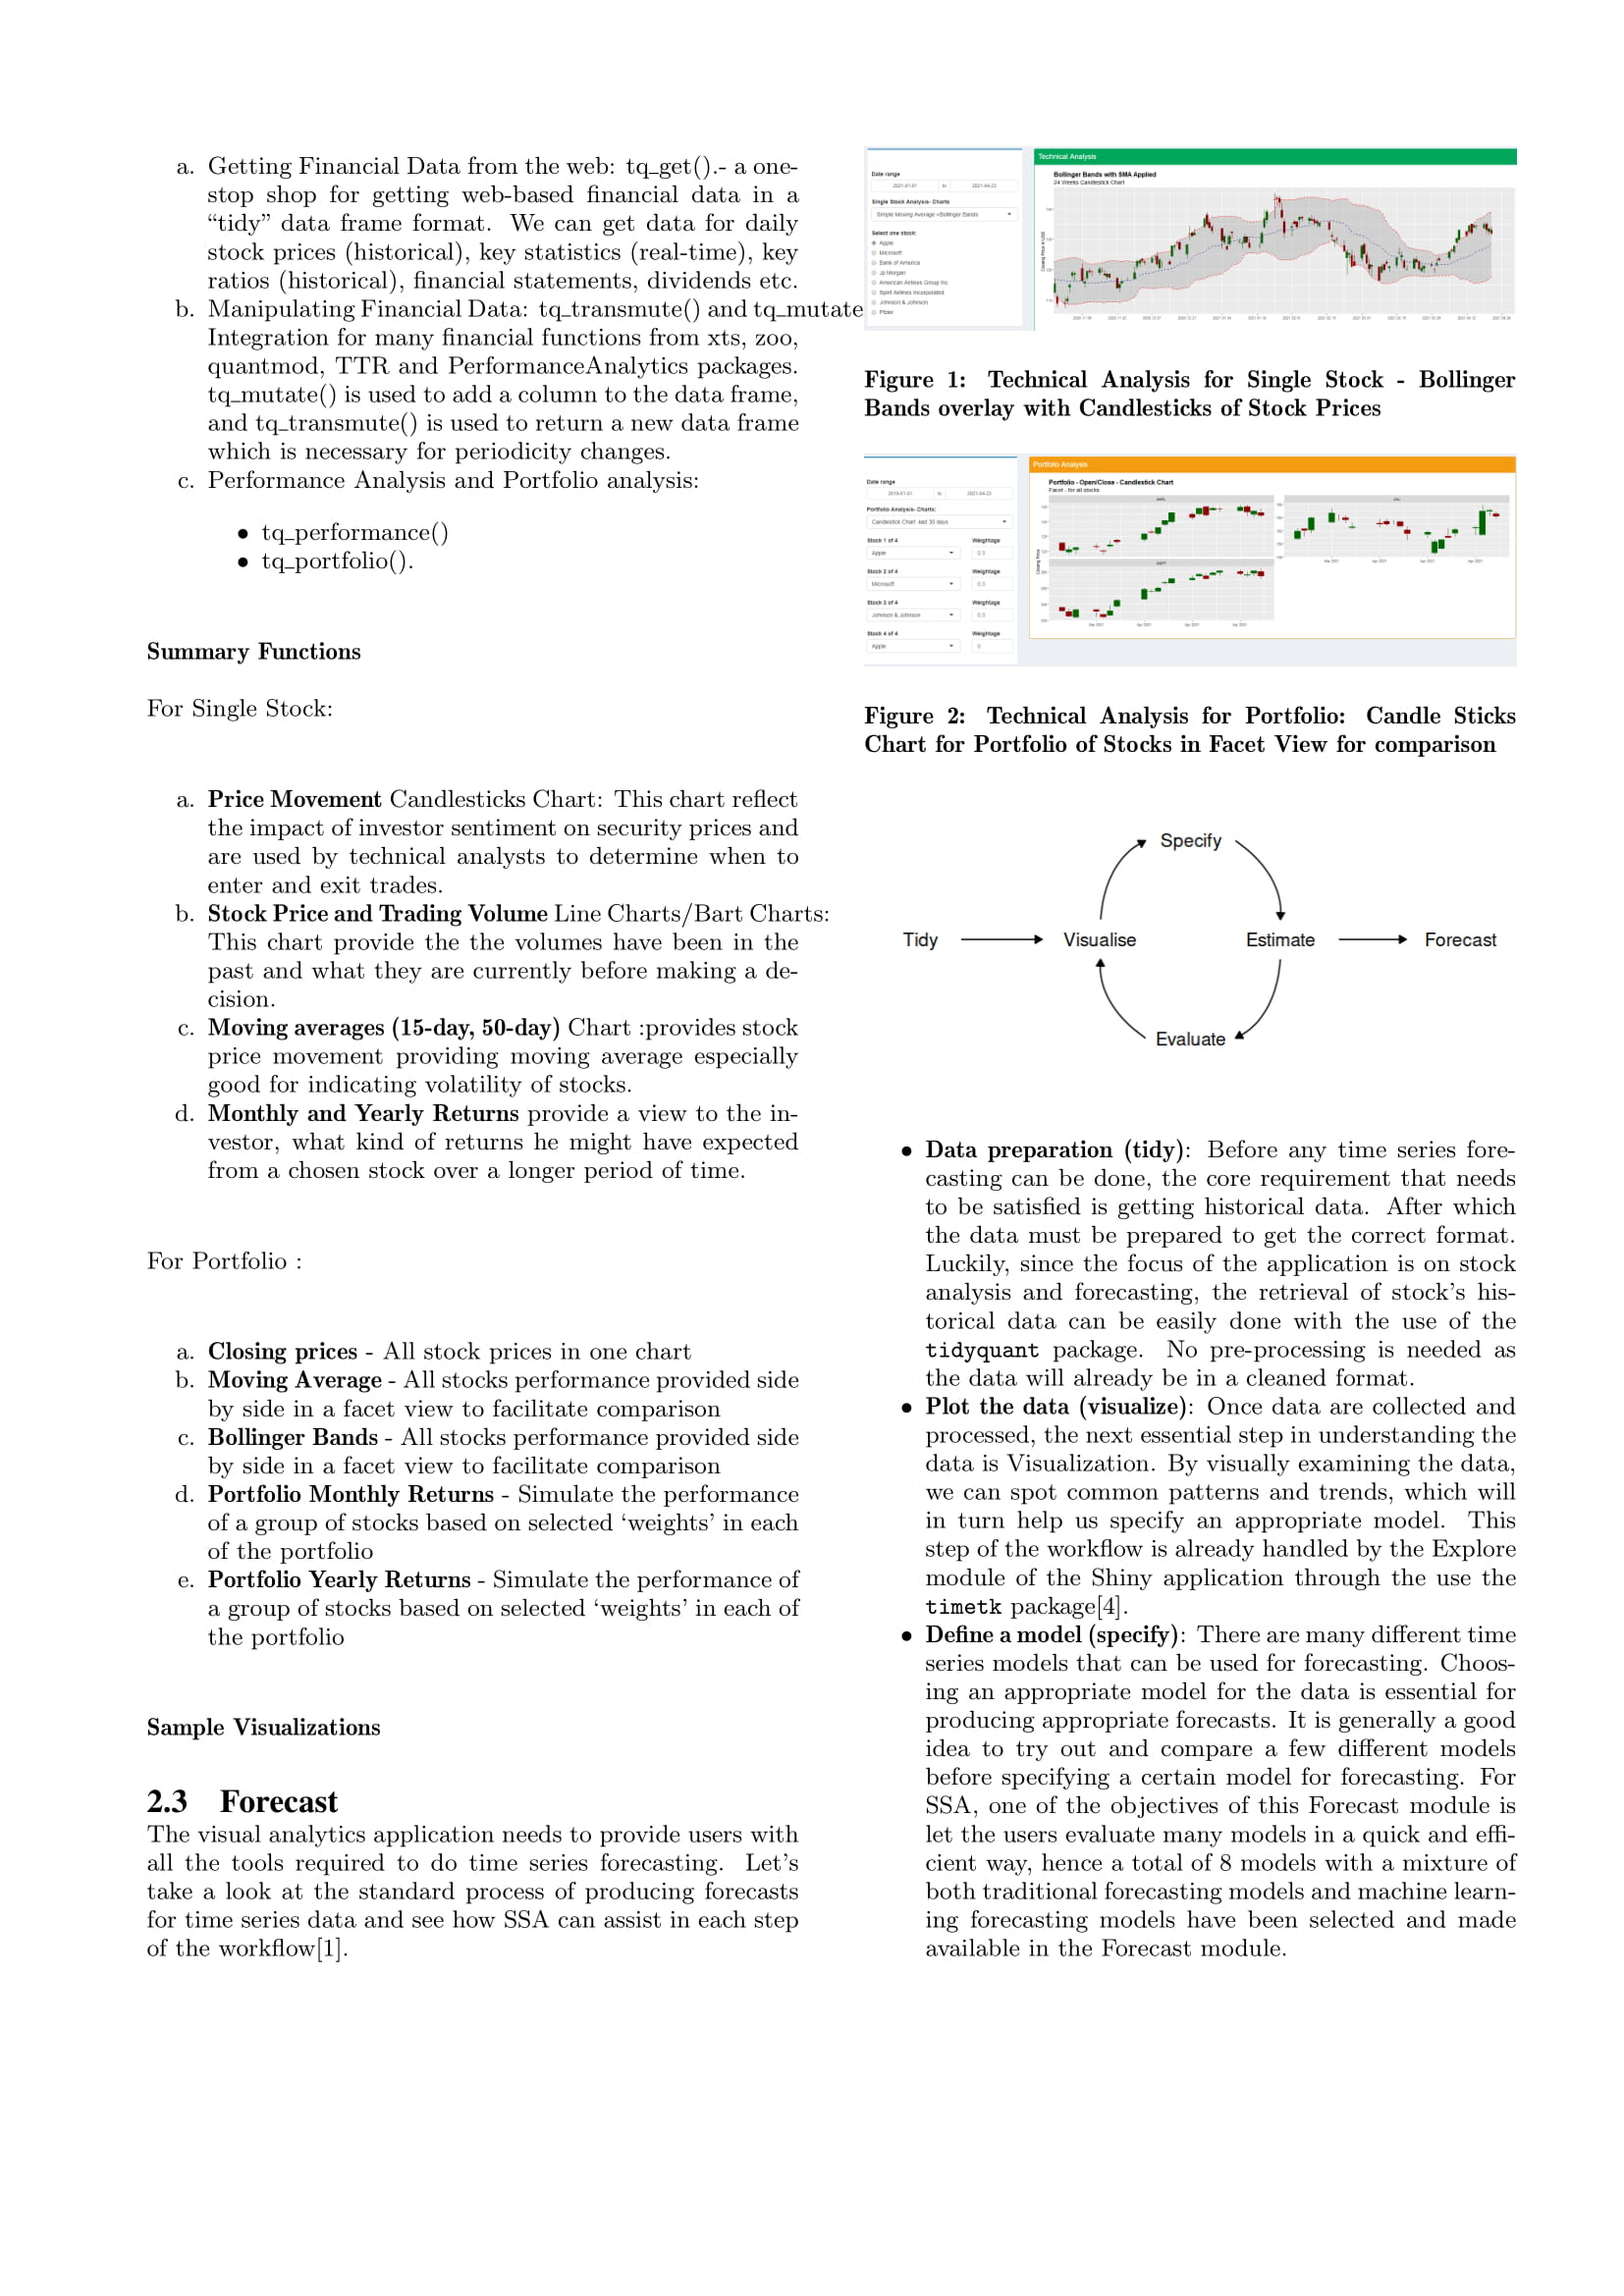 a. Getting Financial Data from the web: tq_get().- a one-
stop shop for getting web-based financial data in a
“tidy” data frame format. We can get data for daily
stock prices (historical), key statistics (real-time), key
ratios (historical), financial statements, dividends etc.
b. Manipulating Financial Data: tq_transmute() and tq_mutate
Integration for many financial functions from xts, zoo,
quantmod, TTR and PerformanceAnalytics packages.
tq_mutate() is used to add a column to the data frame,
and tq_transmute() is used to return a new data frame
which is necessary for periodicity changes.
c. Performance Analysis and Portfolio analysis:
• tq_performance()
• tq_portfolio().
Summary Functions
For Single Stock:
a. Price Movement Candlesticks Chart: This chart reflect
the impact of investor sentiment on security prices and
are used by technical analysts to determine when to
enter and exit trades.
b. Stock Price and Trading Volume Line Charts/Bart Charts:
This chart provide the the volumes have been in the
past and what they are currently before making a de-
cision.
c. Moving averages (15-day, 50-day) Chart :provides stock
price movement providing moving average especially
good for indicating volatility of stocks.
d. Monthly and Yearly Returns provide a view to the in-
vestor, what kind of returns he might have expected
from a chosen stock over a longer period of time.
For Portfolio :
a. Closing prices - All stock prices in one chart
b. Moving Average - All stocks performance provided side
by side in a facet view to facilitate comparison
c. Bollinger Bands - All stocks performance provided side
by side in a facet view to facilitate comparison
d. Portfolio Monthly Returns - Simulate the performance
of a group of stocks based on selected ‘weights’ in each
of the portfolio
e. Portfolio Yearly Returns - Simulate the performance of
a group of stocks based on selected ‘weights’ in each of
the portfolio
Sample Visualizations
2.3 Forecast
The visual analytics application needs to provide users with
all the tools required to do time series forecasting. Let’s
take a look at the standard process of producing forecasts
for time series data and see how SSA can assist in each step
of the workflow[1].
Date range
2021-01-01 to 2021-04-23
Single Stock Analysis- Charts
Simple Moving Average +Bollinger Bands
Select one stock:
Apple
Microsoft
Bank of America
Jp Morgan
American Airlines Group Inc
Spirit Airlines Incorporated
Johnson & Johnson
Pfizer
Technical Analysis
Bollinger Bands with SMA Applied
24 Weeks Candlestick Chart
Figure 1: Technical Analysis for Single Stock - Bollinger
Bands overlay with Candlesticks of Stock Prices
Date range
2019-01-01 to 2021-04-23
Portfolio Analysis- Charts:
Candlestick Chart -last 30 days
Stock 1 of 4 Weightage
Apple 0.3
Stock 2 of 4 Weightage
Microsoft 0.3
Stock 3 of 4 Weightage
Johnson & Johnson 0.3
Stock 4 of 4 Weightage
Apple 0
Portfolio Analysis
Portfolio - Open/Close - Candlestick Chart
Facet - for all stocks
Figure 2: Technical Analysis for Portfolio: Candle Sticks
Chart for Portfolio of Stocks in Facet View for comparison
Specify
Tidy Visualise Estimate Forecast
Evaluate
• Data preparation (tidy): Before any time series fore-
casting can be done, the core requirement that needs
to be satisfied is getting historical data. After which
the data must be prepared to get the correct format.
Luckily, since the focus of the application is on stock
analysis and forecasting, the retrieval of stock’s his-
torical data can be easily done with the use of the
tidyquant package. No pre-processing is needed as
the data will already be in a cleaned format.
• Plot the data (visualize): Once data are collected and
processed, the next essential step in understanding the
data is Visualization. By visually examining the data,
we can spot common patterns and trends, which will
in turn help us specify an appropriate model. This
step of the workflow is already handled by the Explore
module of the Shiny application through the use the
timetk package[4].
• Define a model (specify): There are many different time
series models that can be used for forecasting. Choos-
ing an appropriate model for the data is essential for
producing appropriate forecasts. It is generally a good
idea to try out and compare a few different models
before specifying a certain model for forecasting. For
SSA, one of the objectives of this Forecast module is
let the users evaluate many models in a quick and effi-
cient way, hence a total of 8 models with a mixture of
both traditional forecasting models and machine learn-
ing forecasting models have been selected and made
available in the Forecast module.